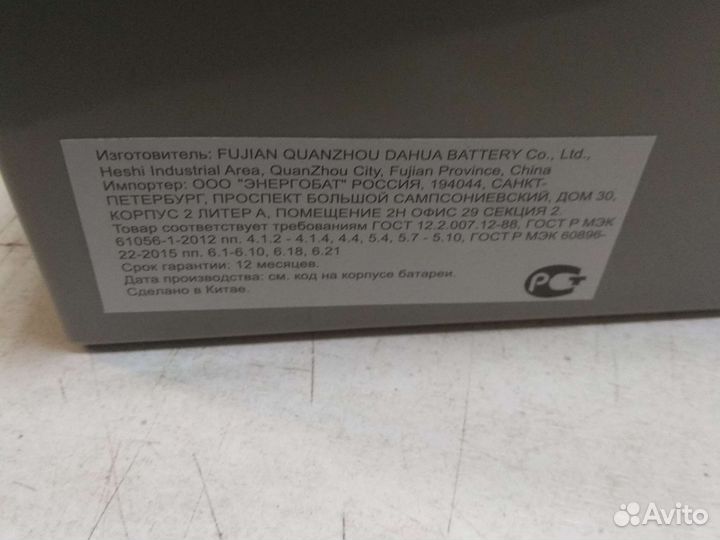 Изготовитель: FUJIAN QUANZHOU DAHUA BATTERY Co., Ltd.,
Heshi Industrial Area, QuanZhou City, Fujian Province, China
Импортер: ООО "ЭНЕРГОБАТ" РОССИЯ, 194044, САНКТ-
ПЕТЕРБУРГ, ПРОСПЕКТ БОЛЬШОЙ САМПСОНИЕВСКИЙ, ДОМ 30,
КОРПУС 2 ЛИТЕР А, ПОМЕЩЕНИЕ 2Н ОФИС 29 СЕКЦИЯ 2.
Товар соответствует требованиям ГОСТ 12.2.007.12-88, ГОСТ Р МЭК
61056-1-2012 пп. 4.1.2 - 4.1.4, 4.4, 5.4, 5.7 - 5.10, ГОСТ Р МЭК 60896-
22-2015 пп. 6.1-6.10, 6.18, 6.21
Срок гарантии: 12 месяцев.
Дата производства: см. код на корпусе батареи.
Сделано в Китае.
РСТ
Avito